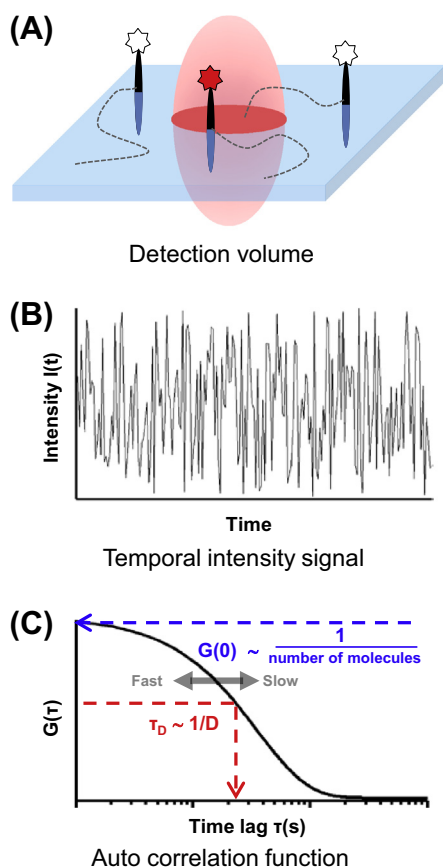 (A)
Detection volume
(B)
Intensity I(t)
Time
Temporal intensity signal
(C)
G(0) ~ 1
number of molecules
Fast
Slow
G(τ)
τD ~ 1/D
Time lag τ(s)
Auto correlation function